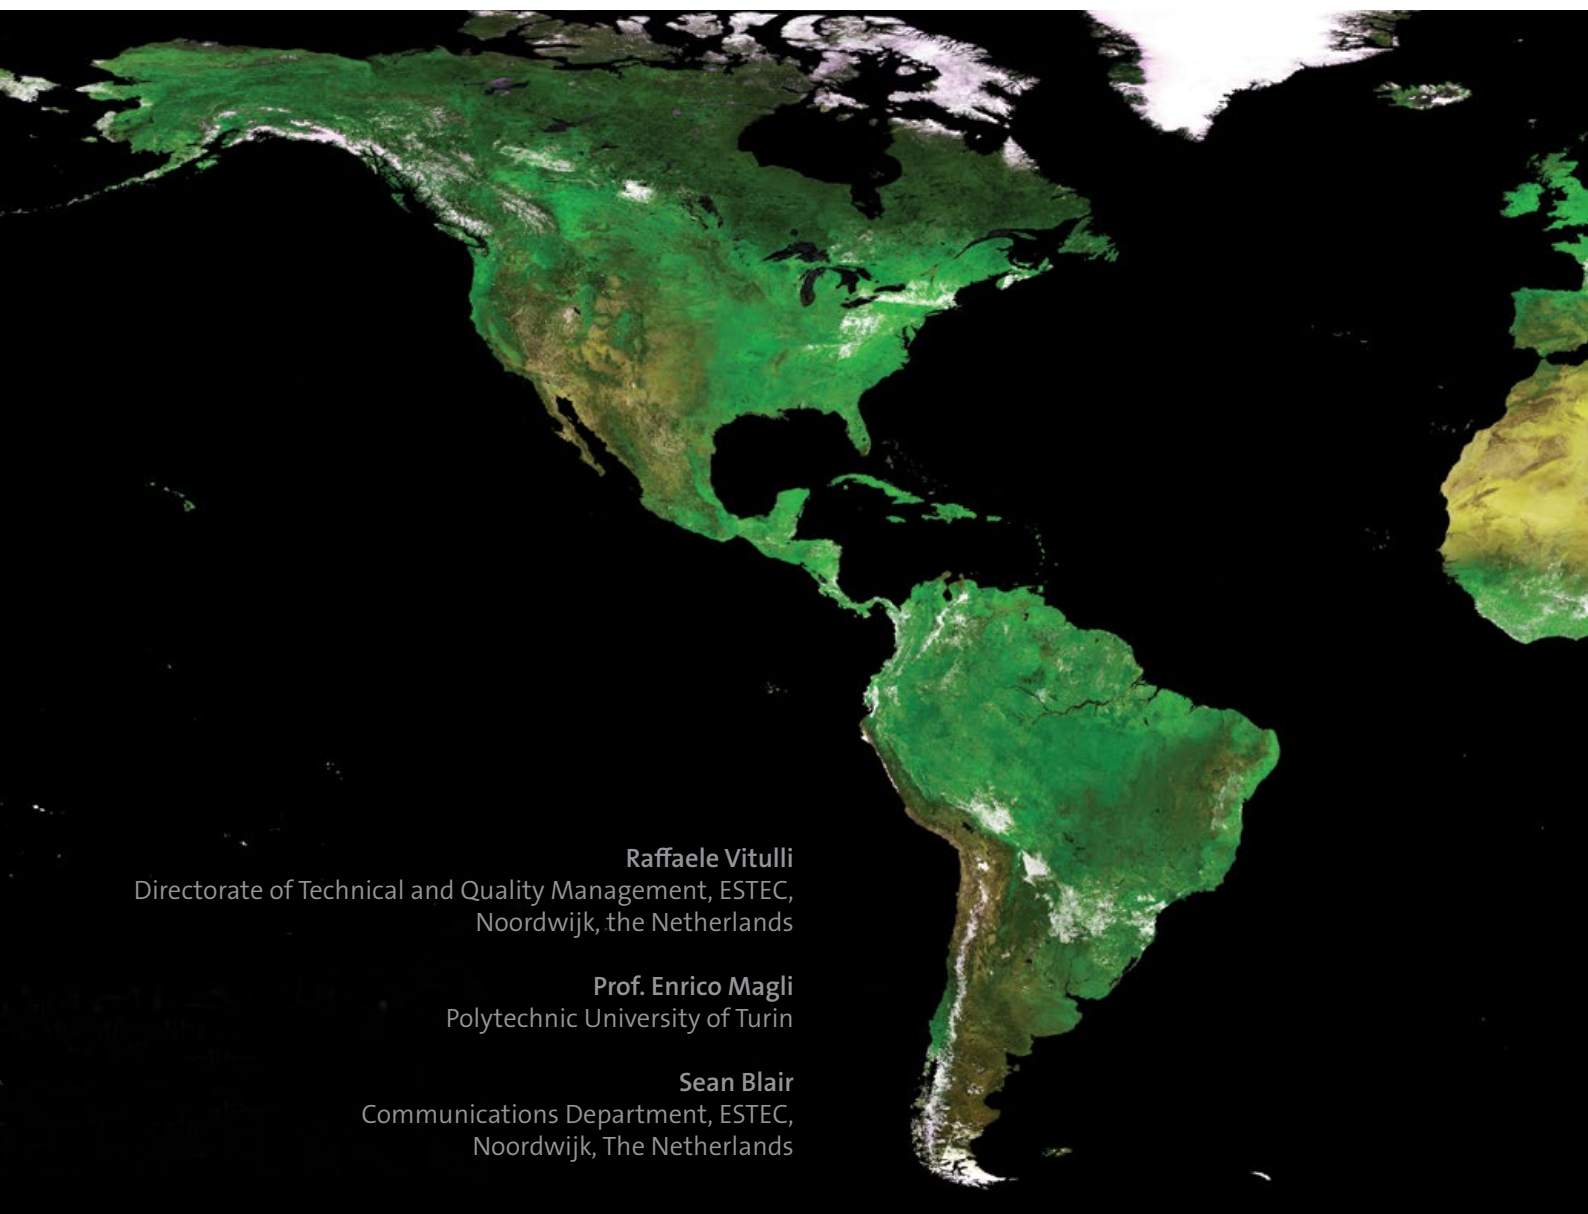 Raffaele Vitulli
Directorate of Technical and Quality Management, ESTEC,
Noordwijk, the Netherlands
Prof. Enrico Magli
Polytechnic University of Turin
Sean Blair
Communications Department, ESTEC,
Noordwijk, The Netherlands